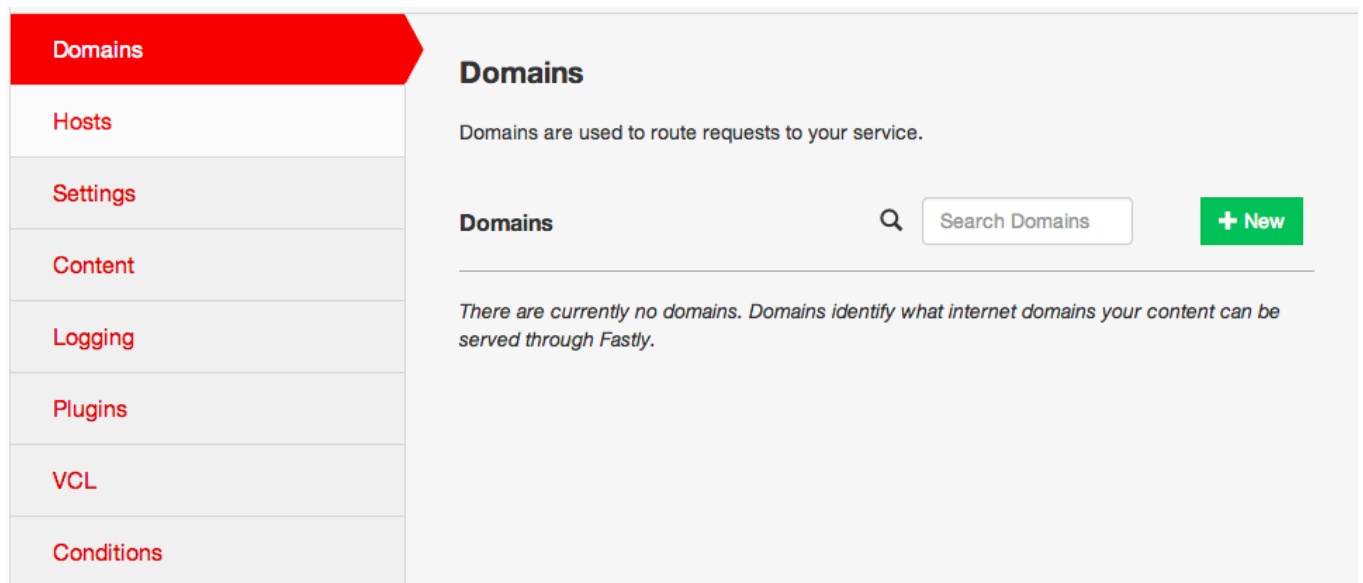 Domains
Hosts
Settings
Content
Logging
Plugins
VCL
Conditions
Domains
Domains are used to route requests to your service.
Domains
Search Domains
+ New
There are currently no domains. Domains identify what internet domains your content can be
served through Fastly.